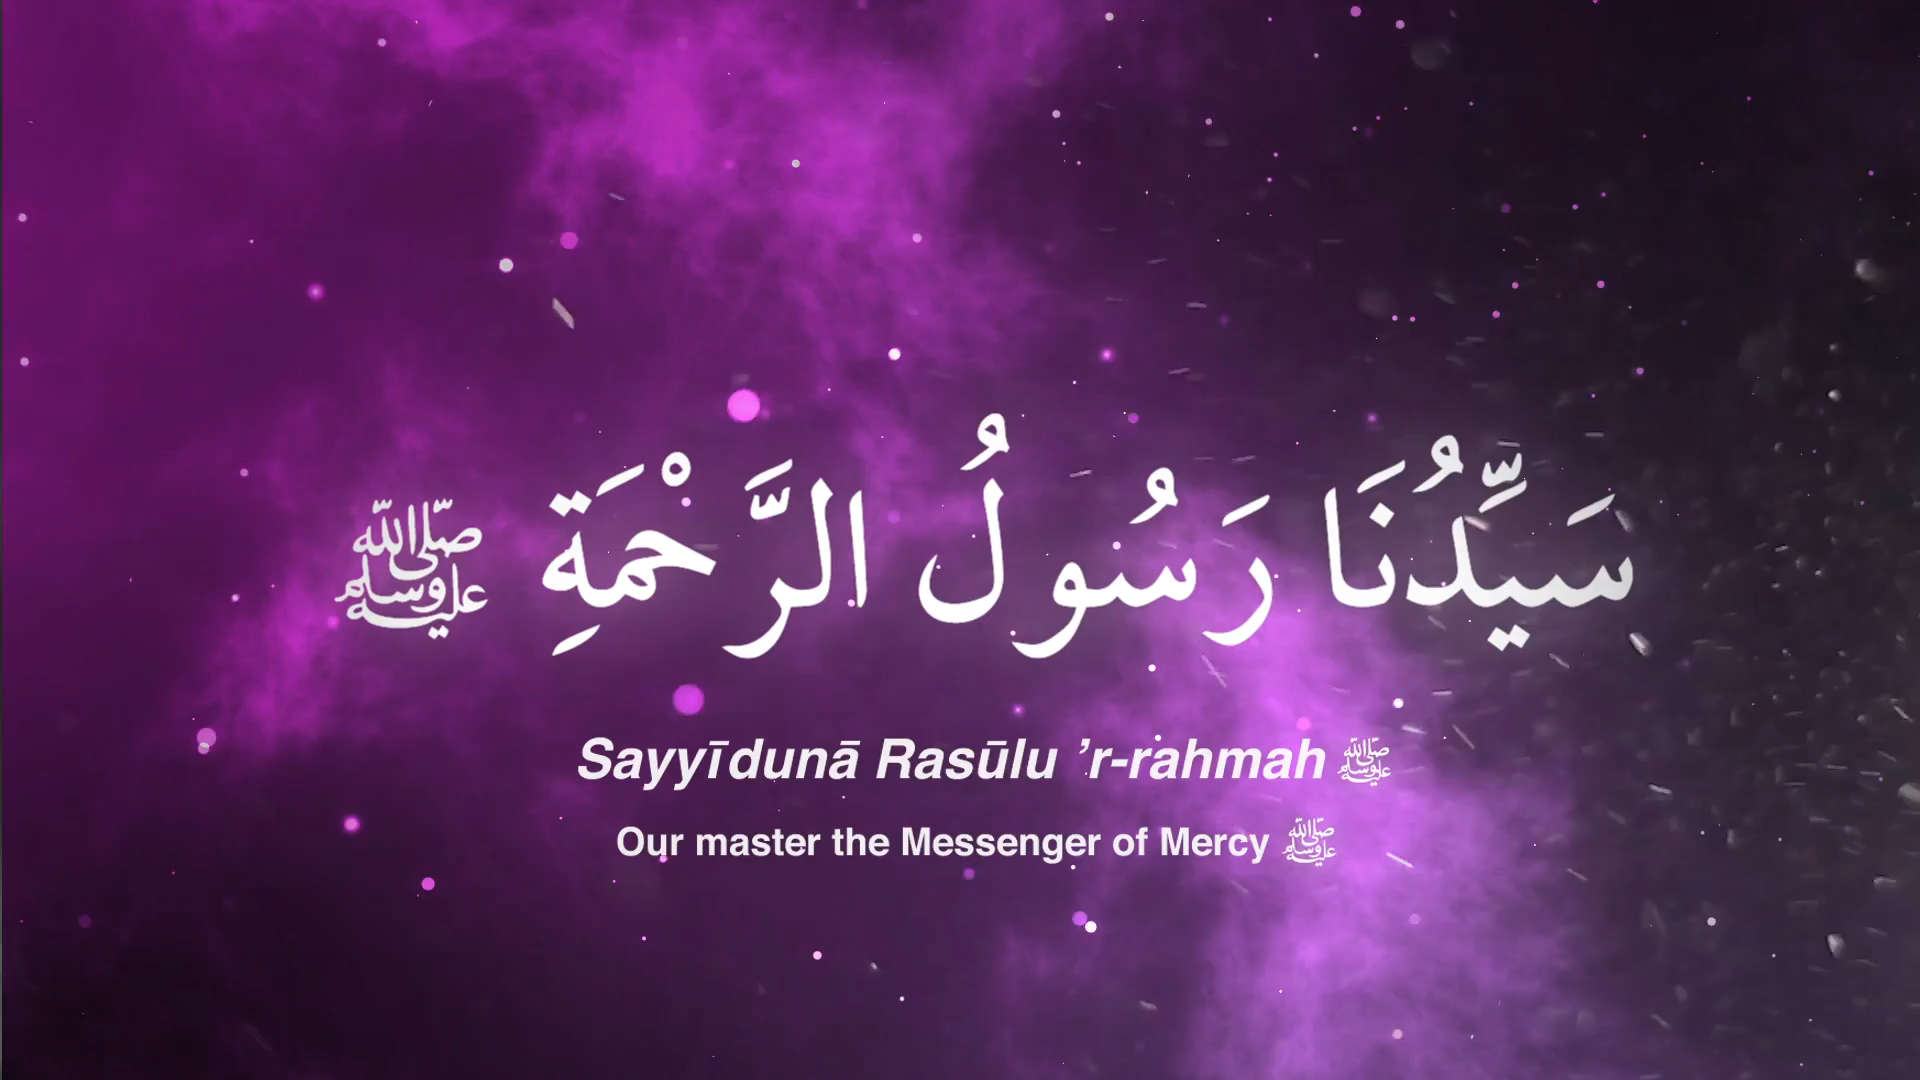 سَيِّدُنَا رَسُولُ الرَّحْمَةِ ﷺ
Sayyīdunā Rasūlu ’r-rahmah ﷺ
Our master the Messenger of Mercy ﷺ